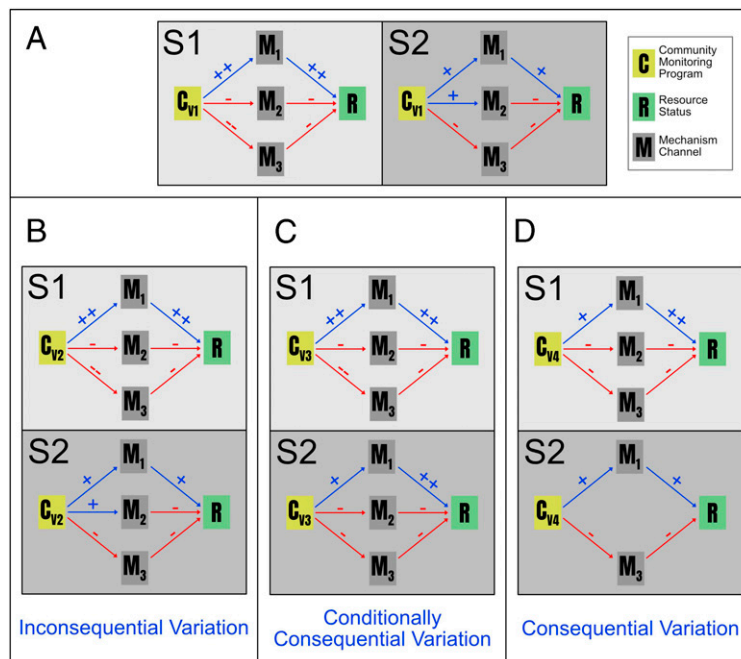 A
S1
++
++
M1
CV1
-
M2
-
R
--
-
M3
S2
+
+
M1
CV1
+
M2
-
R
-
-
M3
C
Community
Monitoring
Program
R
Resource
Status
M
Mechanism
Channel
B
S1
++
++
M1
CV2
-
M2
-
R
--
-
M3
S2
+
+
M1
CV2
+
M2
-
R
-
-
M3
Inconsequential Variation
C
S1
++
++
M1
CV3
-
M2
-
R
--
-
M3
S2
+
++
M1
CV3
-
M2
-
R
-
-
M3
Conditionally
Consequential Variation
D
S1
+
++
M1
CV4
-
M2
-
R
-
-
M3
S2
+
+
M1
CV4
R
-
-
M3
Consequential Variation